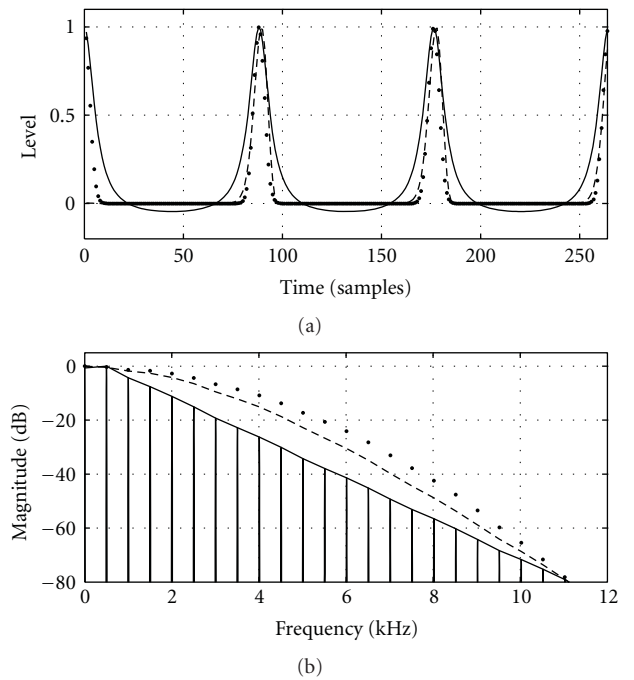 1
0.5
0
Level
0 50 100 150 200 250
Time (samples)
(a)
0
−20
−40
−60
−80
Magnitude (dB)
0 2 4 6 8 10 12
Frequency (kHz)
(b)